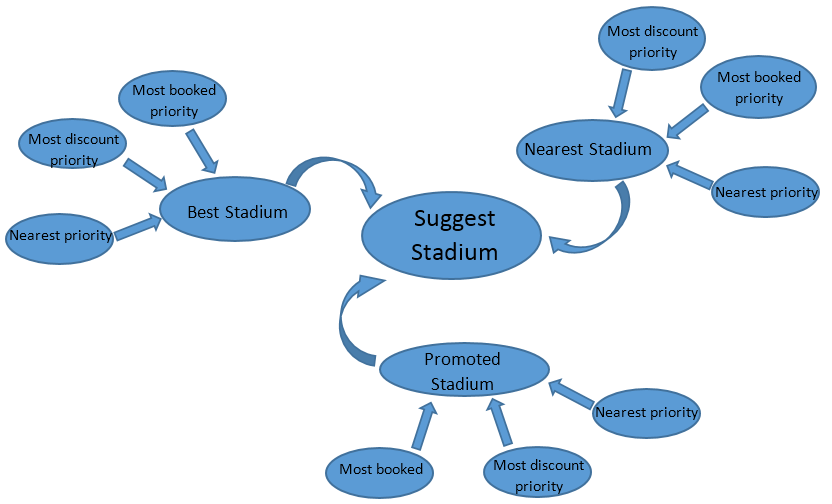 Most discount
priority
Most booked
priority
Nearest Stadium
Nearest priority
Most booked
priority
Most discount
priority
Best Stadium
Nearest priority
Suggest
Stadium
Promoted
Stadium
Nearest priority
Most booked
Most discount
priority